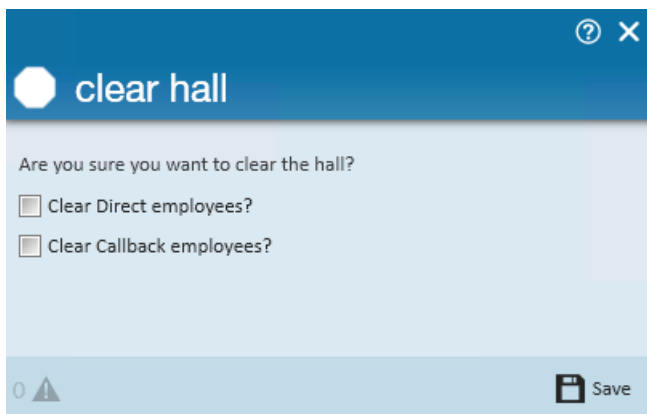 clear hall
Are you sure you want to clear the hall?
Clear Direct employees?
Clear Callback employees?
0
Save